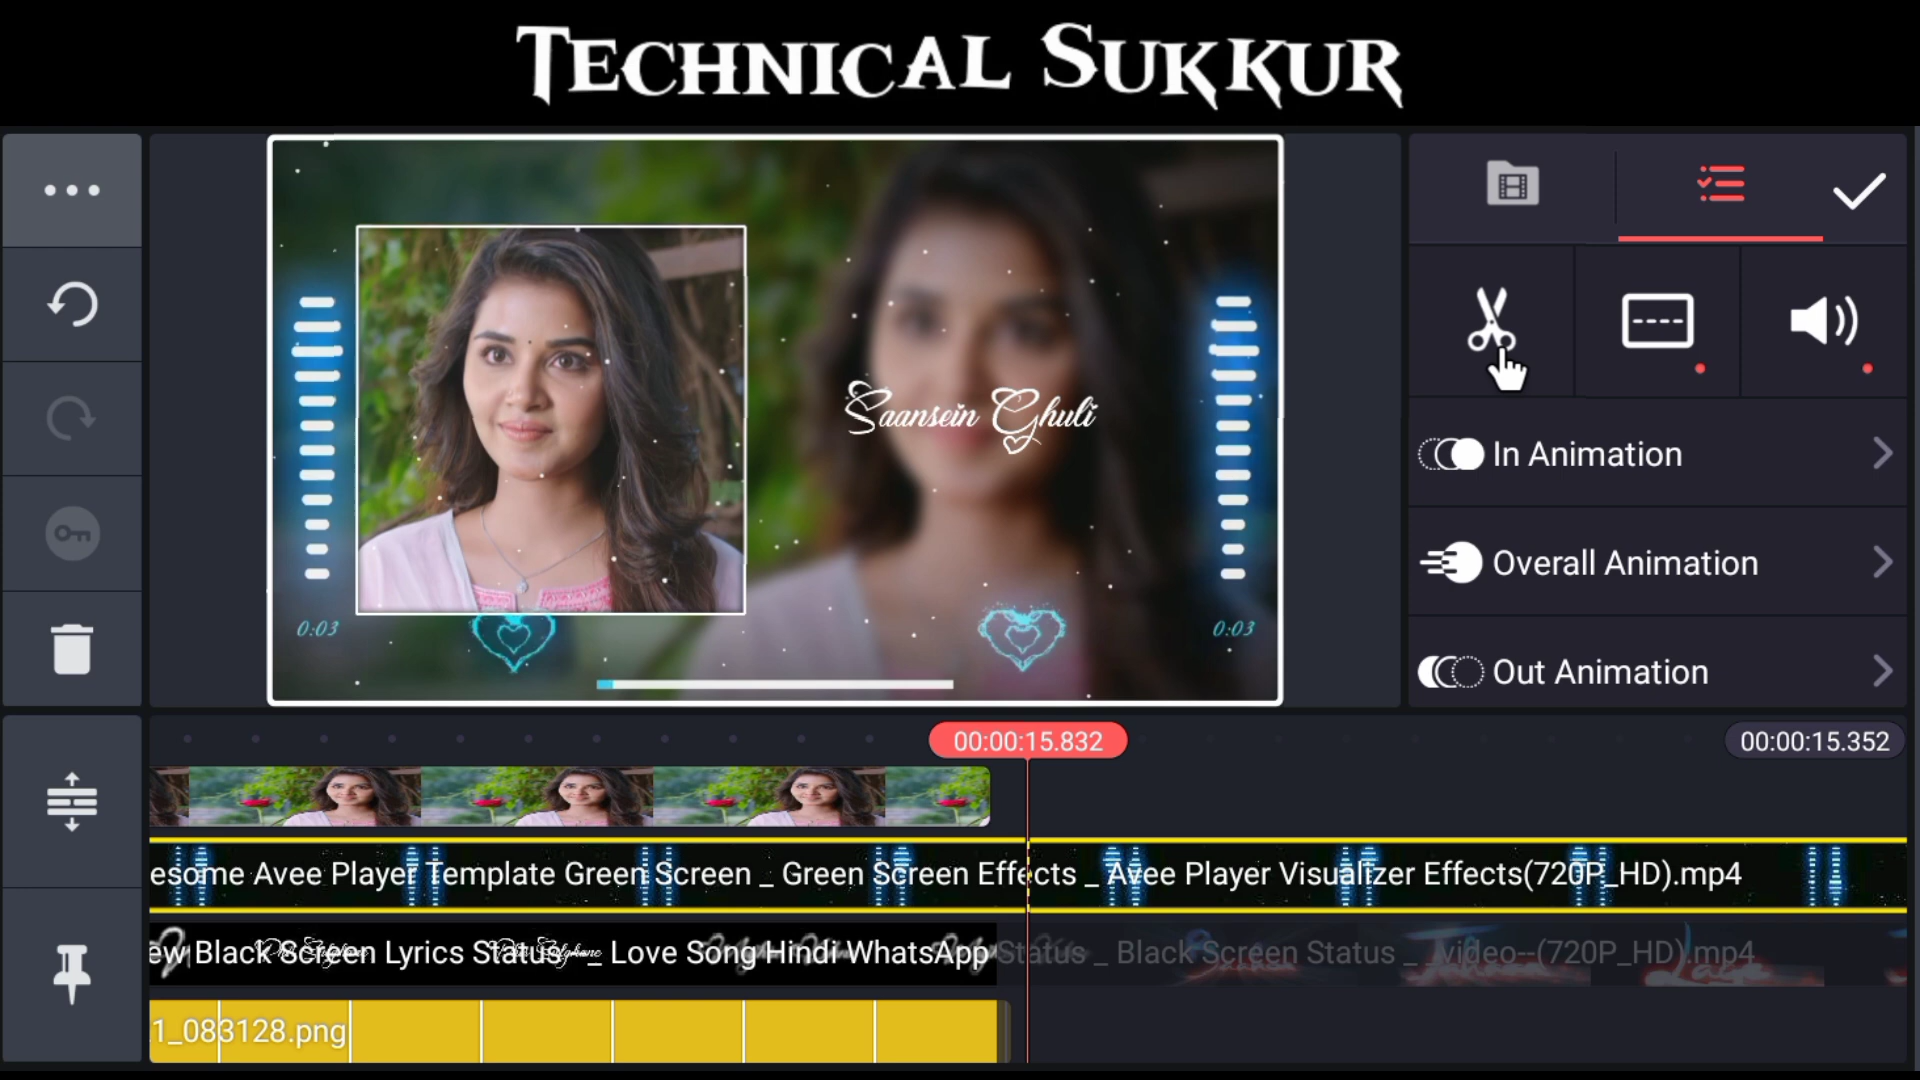 TECHNICAL SUKKUR
Saansein Ghuli
0:03
0:03
In Animation
Overall Animation
Out Animation
00:00:15.832
00:00:15.352
esome Avee Player Template Green Screen _ Green Screen Effects _ Avee Player Visualizer Effects(720P_HD).mp4
ew Black Screen Lyrics Status _ Love Song Hindi WhatsApp Status _ Black Screen Status _ video--(720P_HD).mp4
1_083128.png